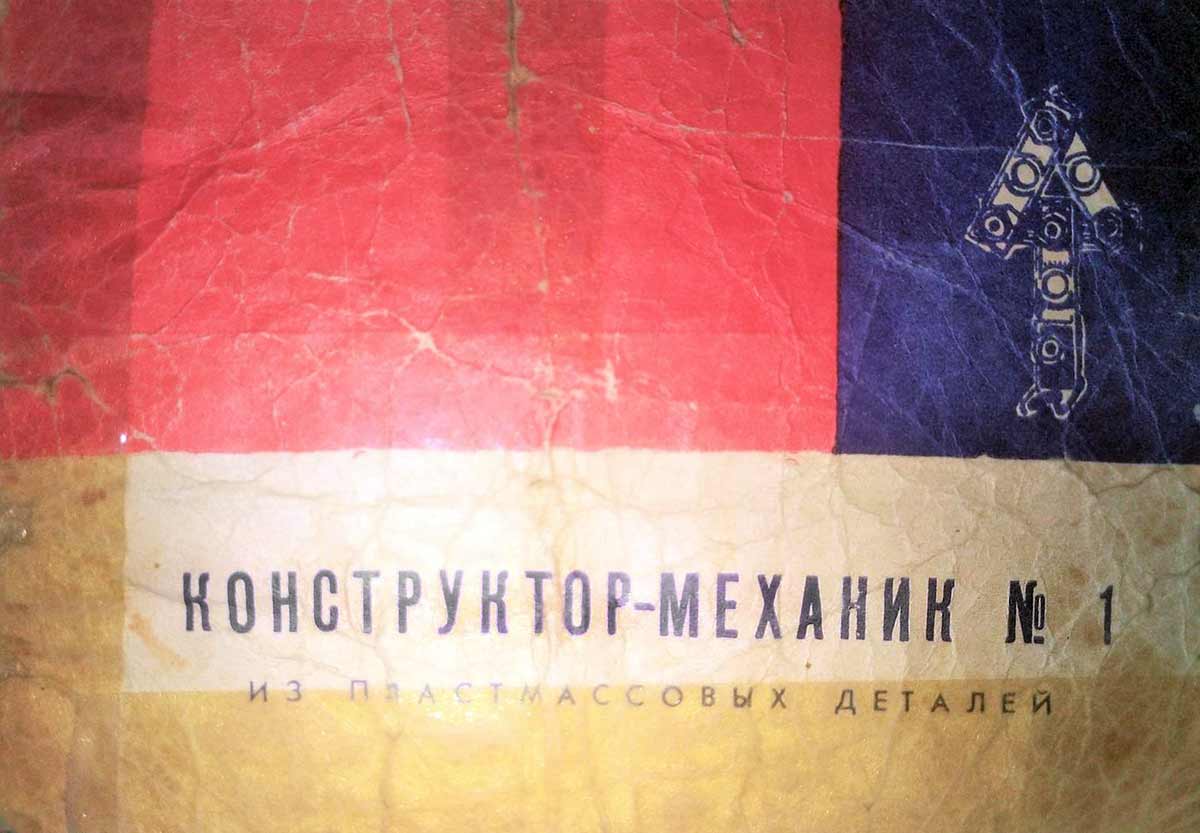 КОНСТРУКТОР-МЕХАНИК № 1
ИЗ ПЛАСТМАССОВЫХ ДЕТАЛЕЙ